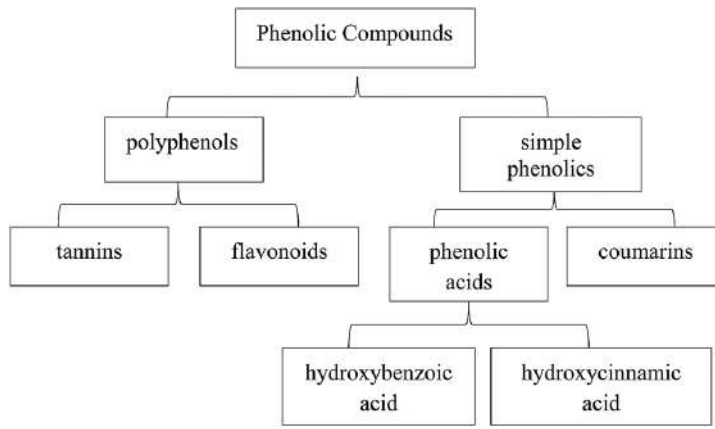 Phenolic Compounds
polyphenols
simple
phenolics
tannins
flavonoids
phenolic
acids
coumarins
hydroxybenzoic
acid
hydroxycinnamic
acid